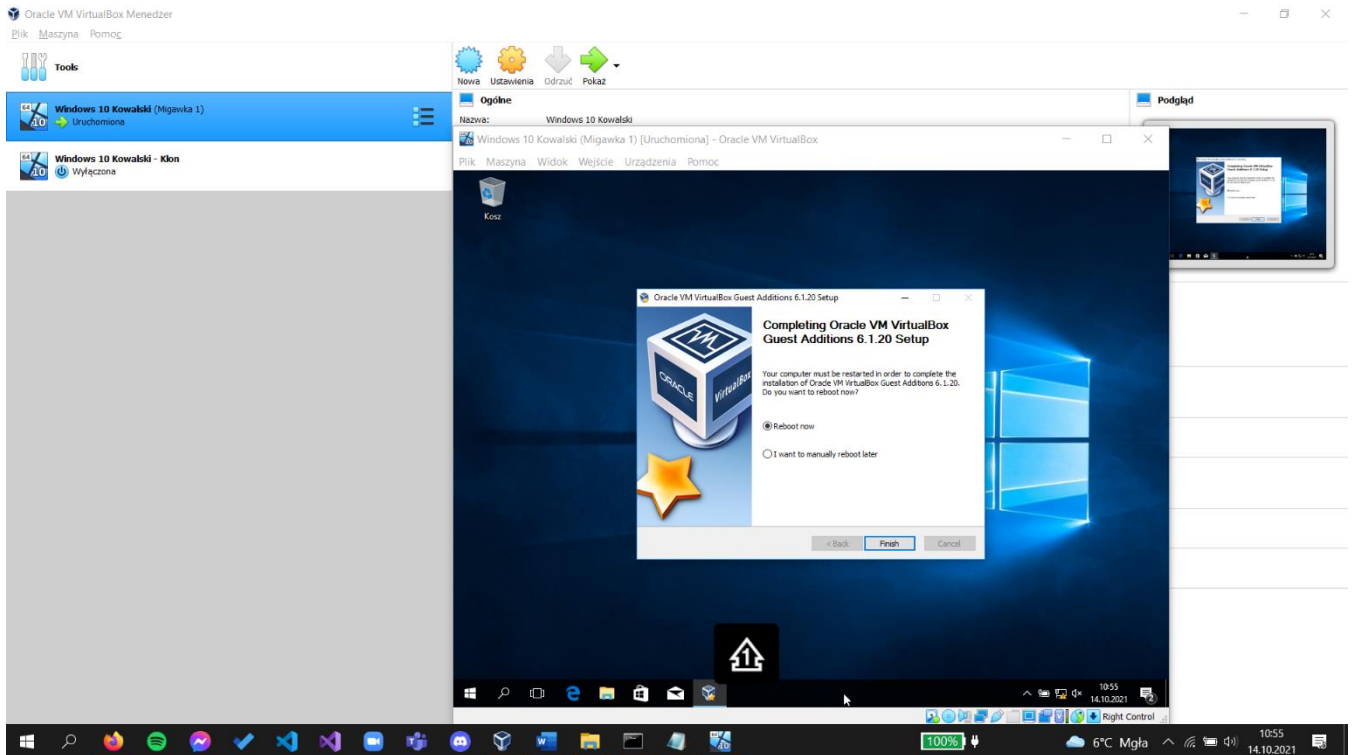 Oracle VM VirtualBox Menedżer
Plik Maszyna Pomoc
Tools
Nowa Ustawienia Odrzuć Pokaż
Windows 10 Kowalski (Migawka 1)
Uruchomiona
Windows 10 Kowalski - Klon
Wyłączona
Ogólne
Nazwa: Windows 10 Kowalski
Podgląd
Windows 10 Kowalski (Migawka 1) [Uruchomiona] - Oracle VM VirtualBox
Plik Maszyna Widok Wejście Urządzenia Pomoc
Kosz
Oracle VM VirtualBox Guest Additions 6.1.20 Setup
Completing Oracle VM VirtualBox
Guest Additions 6.1.20 Setup
Your computer must be restarted in order to complete the
installation of Oracle VM VirtualBox Guest Additions 6.1.20.
Do you want to reboot now?
Reboot now
I want to manually reboot later
ORACLE
VirtualBox
< Back Finish Cancel
10:55
14.10.2021
Right Control
100%
6°C Mgła
10:55
14.10.2021